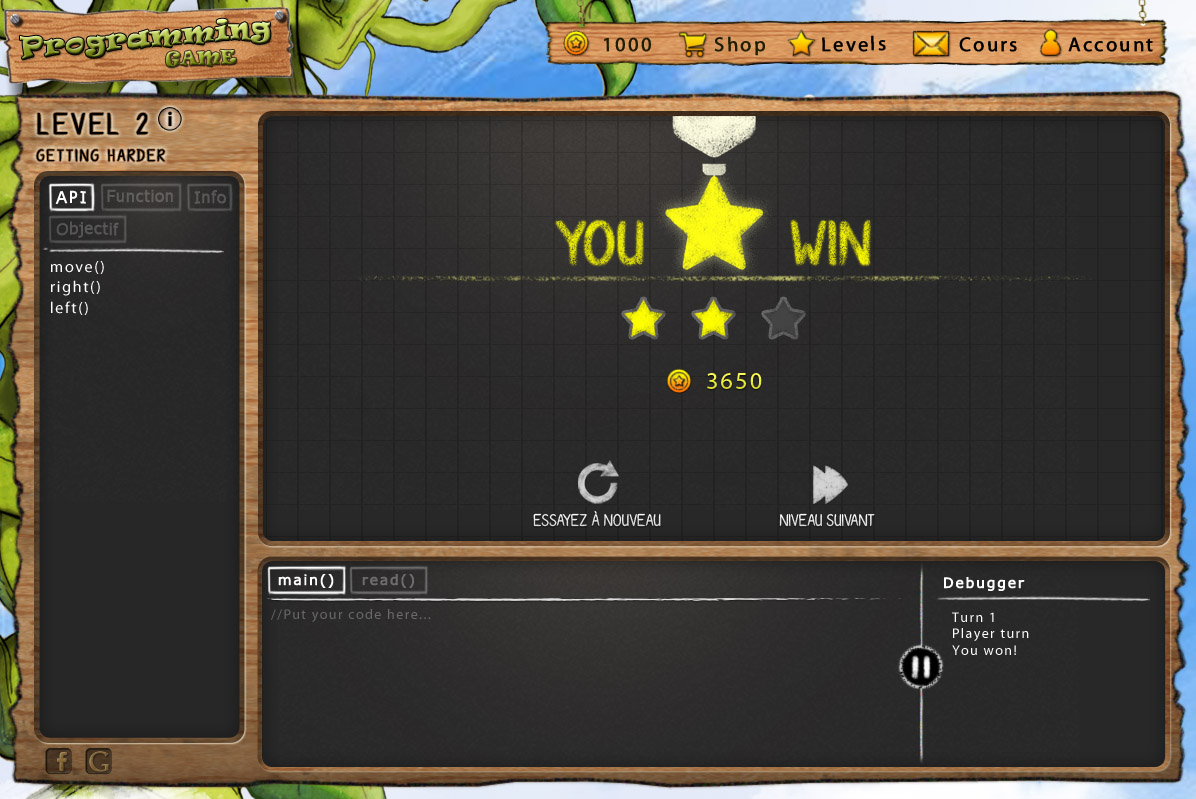 Programming
GAME
1000 Shop Levels Cours Account
LEVEL 2 i
GETTING HARDER
API Function Info
Objectif
move()
right()
left()
YOU WIN
3650
ESSAYEZ À NOUVEAU NIVEAU SUIVANT
main() read()
//Put your code here...
Debugger
Turn 1
Player turn
You won!
f G